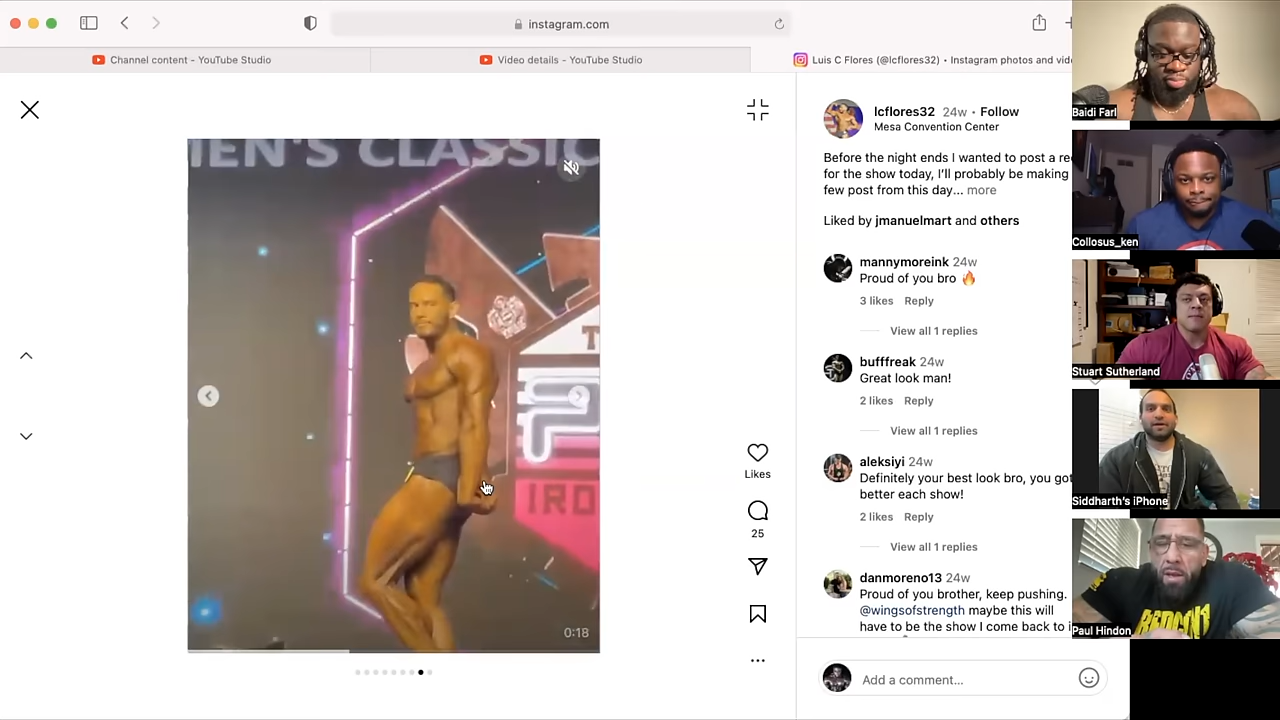 instagram.com
Channel content - YouTube Studio
Video details - YouTube Studio
Luis C Flores (@lcflores32) • Instagram photos and vide
MEN'S CLASSIC
IRO
0:18
Likes
25
lcflores32 24w • Follow
Mesa Convention Center
Before the night ends I wanted to post a re
for the show today, I'll probably be making
few post from this day... more
Liked by jmanuelmart and others
mannymoreink 24w
Proud of you bro 🔥
3 likes Reply
View all 1 replies
bufffreak 24w
Great look man!
2 likes Reply
View all 1 replies
aleksiyi 24w
Definitely your best look bro, you got
better each show!
2 likes Reply
View all 1 replies
danmoreno13 24w
Proud of you brother, keep pushing.
@wingsofstrength maybe this will
have to be the show I come back to i
Add a comment...
Baidi Farl
Collosus_ken
Stuart Sutherland
Siddharth's iPhone
REDCON1
Paul Hindon